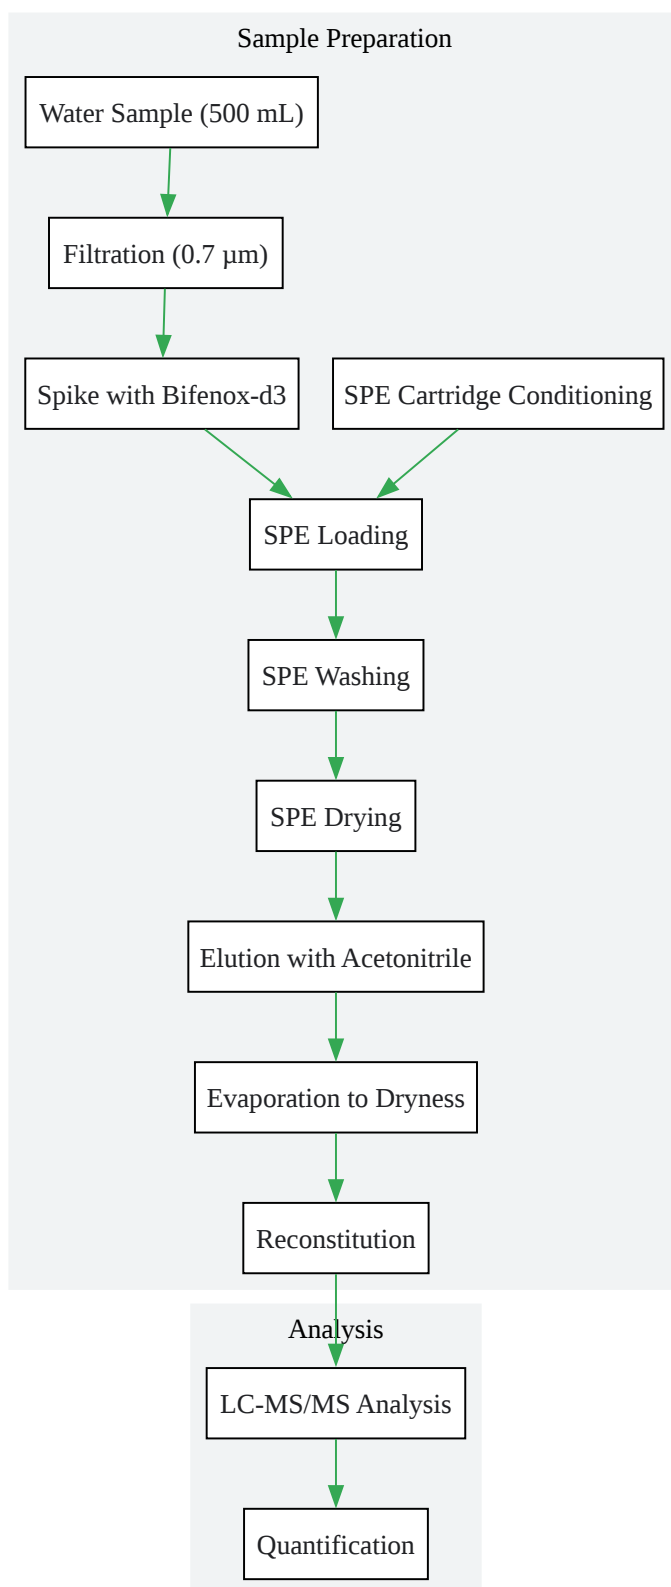 Sample Preparation
Water Sample (500 mL)
Filtration (0.7 µm)
Spike with Bifenox-d3
SPE Cartridge Conditioning
SPE Loading
SPE Washing
SPE Drying
Elution with Acetonitrile
Evaporation to Dryness
Reconstitution
Analysis
LC-MS/MS Analysis
Quantification